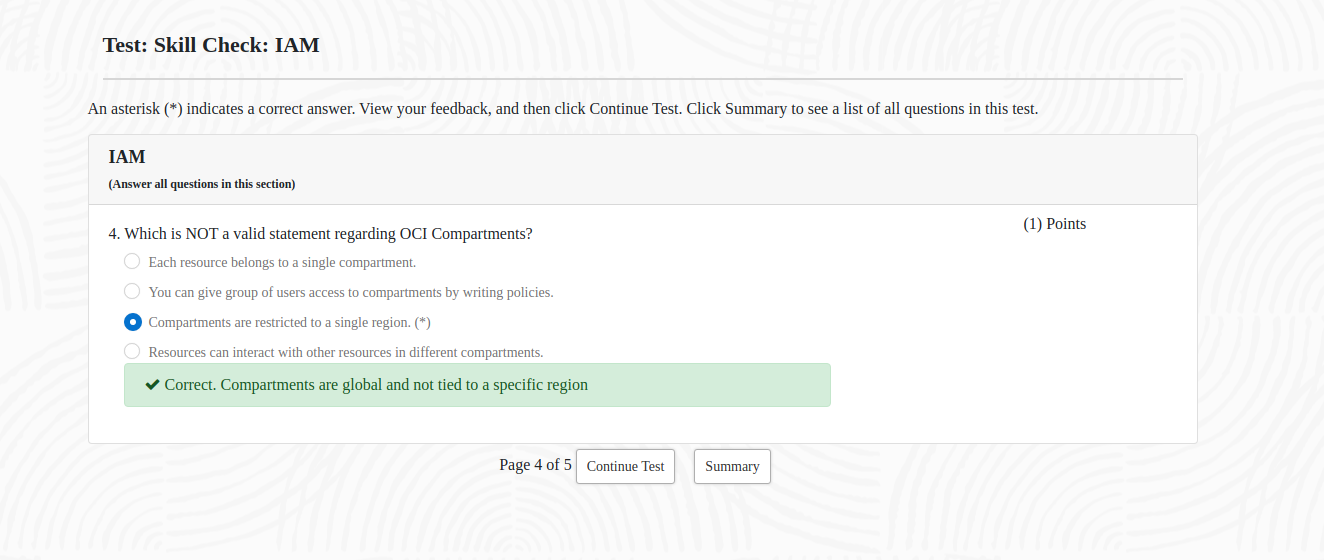 Test: Skill Check: IAM
An asterisk (*) indicates a correct answer. View your feedback, and then click Continue Test. Click Summary to see a list of all questions in this test.
IAM
(Answer all questions in this section)
4. Which is NOT a valid statement regarding OCI Compartments?
(1) Points
Each resource belongs to a single compartment.
You can give group of users access to compartments by writing policies.
Compartments are restricted to a single region. (*)
Resources can interact with other resources in different compartments.
Correct. Compartments are global and not tied to a specific region
Page 4 of 5 Continue Test Summary